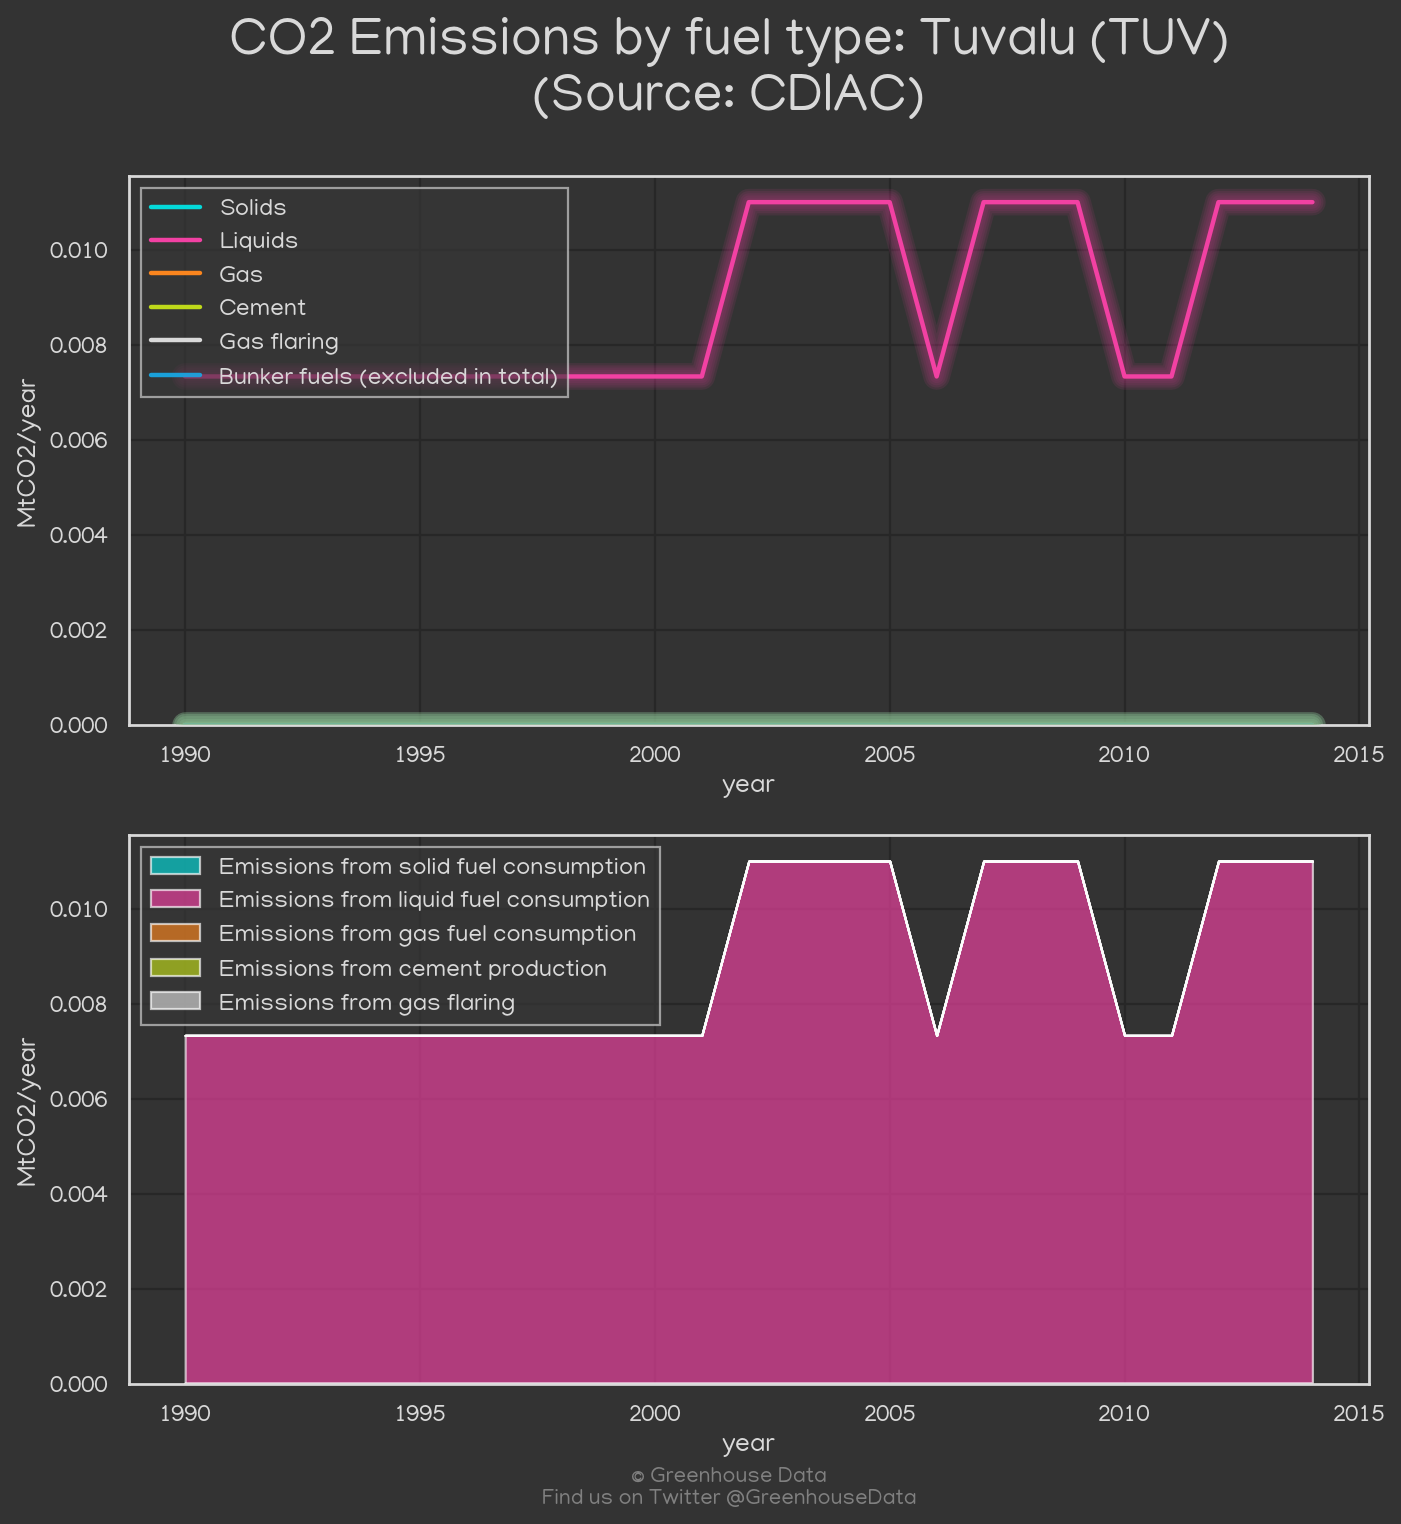 CO2 Emissions by fuel type: Tuvalu (TUV)
(Source: CDIAC)
Solids
Liquids
Gas
Cement
Gas flaring
Bunker fuels (excluded in total)
0.010
0.008
0.006
0.004
0.002
0.000
MtCO2/year
1990 1995 2000 2005 2010 2015
year
Emissions from solid fuel consumption
Emissions from liquid fuel consumption
Emissions from gas fuel consumption
Emissions from cement production
Emissions from gas flaring
0.010
0.008
0.006
0.004
0.002
0.000
MtCO2/year
1990 1995 2000 2005 2010 2015
year
© Greenhouse Data
Find us on Twitter @GreenhouseData